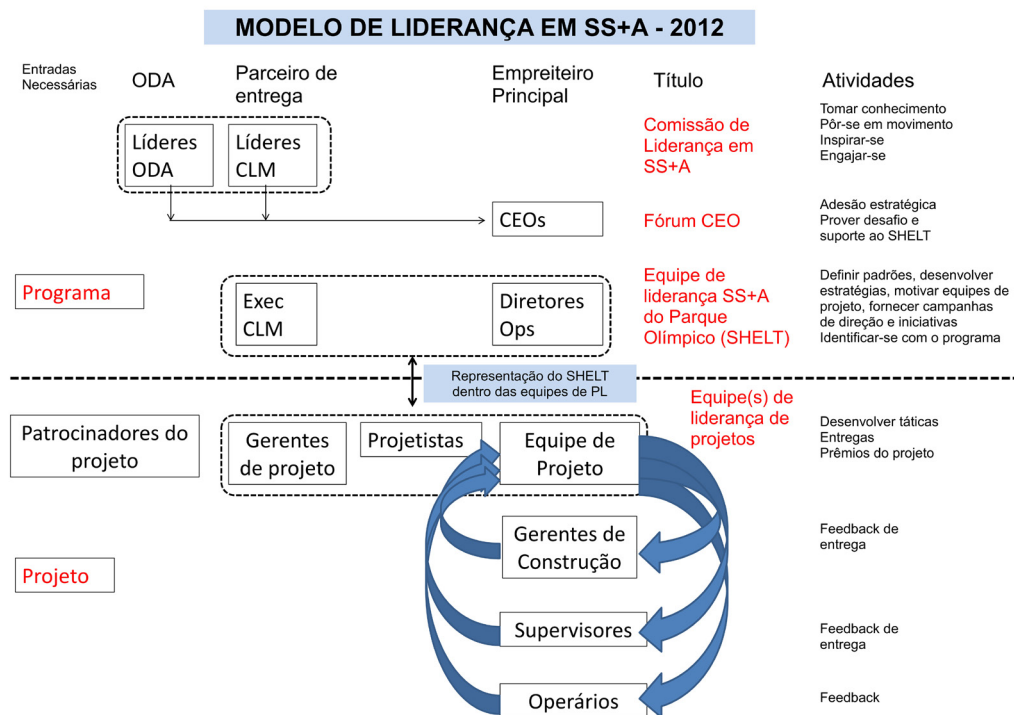 MODELO DE LIDERANÇA EM SS+A - 2012
Entradas
Necessárias
ODA
Parceiro de
entrega
Empreiteiro
Principal
Título
Atividades
Líderes
ODA
Líderes
CLM
Comissão de
Liderança em
SS+A
Tomar conhecimento
Pôr-se em movimento
Inspirar-se
Engajar-se
CEOs
Fórum CEO
Adesão estratégica
Prover desafio e
suporte ao SHELT
Programa
Exec
CLM
Diretores
Ops
Equipe de
liderança SS+A
do Parque
Olímpico (SHELT)
Definir padrões, desenvolver
estratégias, motivar equipes de
projeto, fornecer campanhas
de direção e iniciativas
Identificar-se com o programa
Representação do SHELT
dentro das equipes de PL
Equipe(s) de
liderança de
projetos
Patrocinadores do
projeto
Gerentes
de projeto
Projetistas
Equipe de
Projeto
Desenvolver táticas
Entregas
Prêmios do projeto
Gerentes de
Construção
Feedback de
entrega
Projeto
Supervisores
Feedback de
entrega
Operários
Feedback